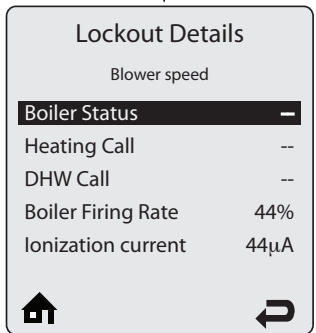 Lockout Details
Blower speed
Boiler Status –
Heating Call --
DHW Call --
Boiler Firing Rate 44%
Ionization current 44µA